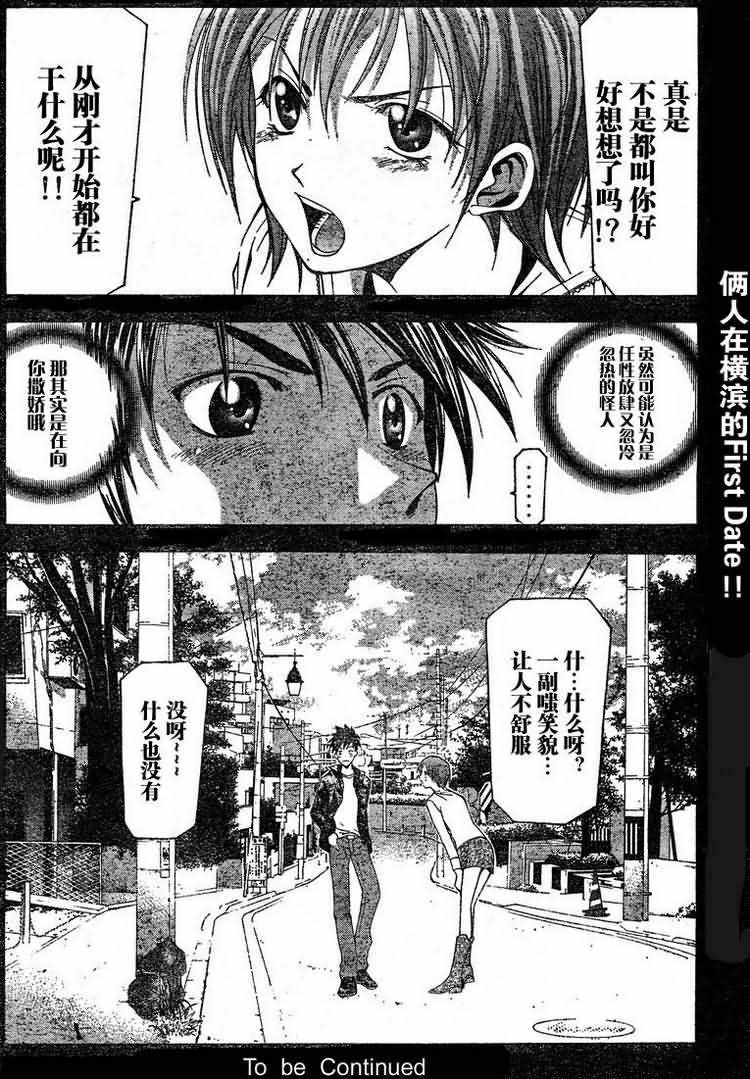 真是
不是都叫你好
好想想了吗!?
从刚才开始都在
干什么呢!!
虽然可能认为是
任性放肆又忽冷
忽热的怪人
……
那其实是在向
你撒娇哦
什…什么呀?
一副嗤笑貌…
让人不舒服
没呀~~~
什么也没有
俩人在横滨的First Date !!
To be Continued